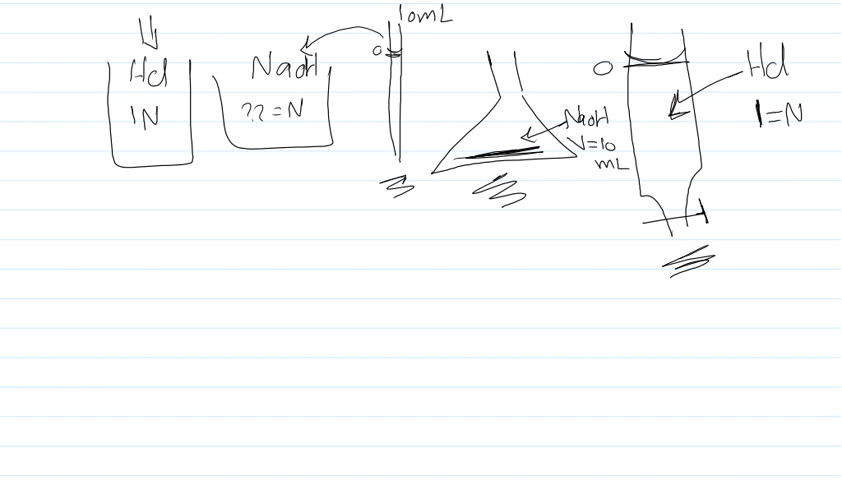 10mL
Hcl
1N
NaoH
?? = N
0
NaoH
V=10
mL
0
Hcl
1=N